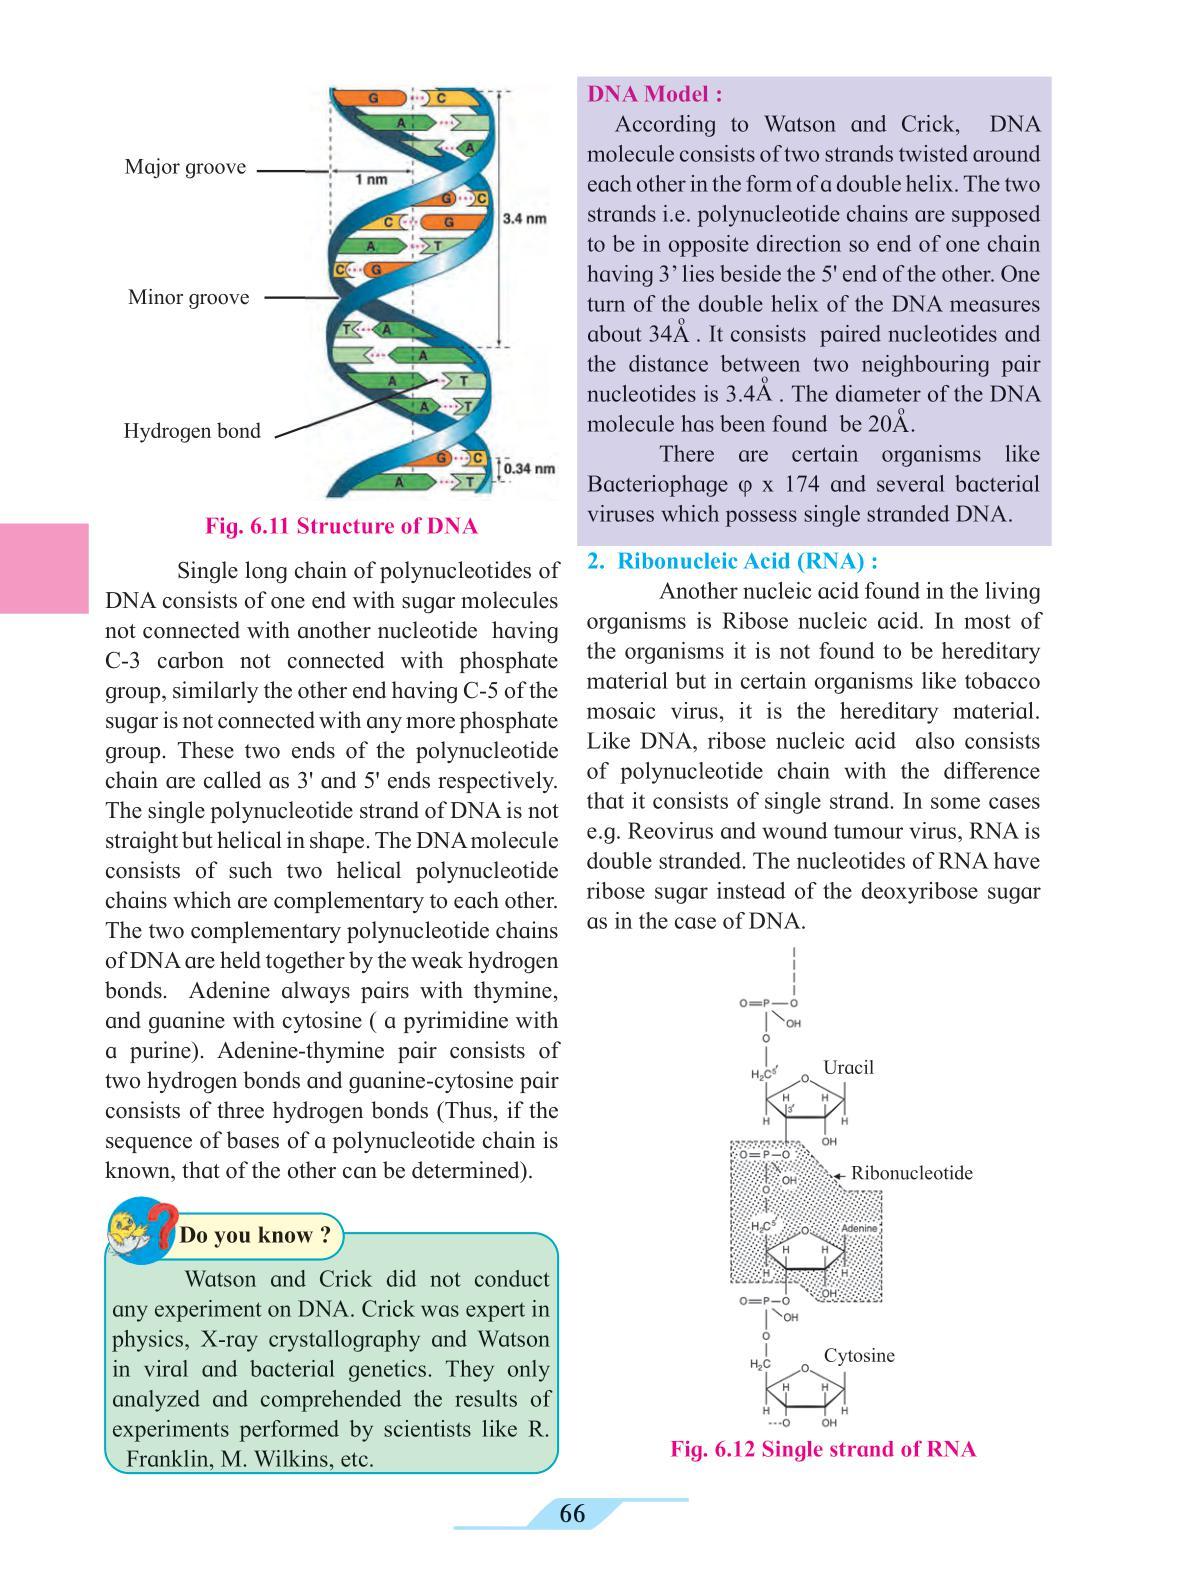 G C
A
A
Major groove
1 nm
G C
3.4 nm
C G
A T
C G
Minor groove
T A
A
A T
A T
Hydrogen bond
G C
0.34 nm
A T
Fig. 6.11 Structure of DNA
Single long chain of polynucleotides of
DNA consists of one end with sugar molecules
not connected with another nucleotide having
C-3 carbon not connected with phosphate
group, similarly the other end having C-5 of the
sugar is not connected with any more phosphate
group. These two ends of the polynucleotide
chain are called as 3' and 5' ends respectively.
The single polynucleotide strand of DNA is not
straight but helical in shape. The DNA molecule
consists of such two helical polynucleotide
chains which are complementary to each other.
The two complementary polynucleotide chains
of DNA are held together by the weak hydrogen
bonds. Adenine always pairs with thymine,
and guanine with cytosine ( a pyrimidine with
a purine). Adenine-thymine pair consists of
two hydrogen bonds and guanine-cytosine pair
consists of three hydrogen bonds (Thus, if the
sequence of bases of a polynucleotide chain is
known, that of the other can be determined).
Do you know ?
Watson and Crick did not conduct
any experiment on DNA. Crick was expert in
physics, X-ray crystallography and Watson
in viral and bacterial genetics. They only
analyzed and comprehended the results of
experiments performed by scientists like R.
Franklin, M. Wilkins, etc.
DNA Model :
According to Watson and Crick, DNA
molecule consists of two strands twisted around
each other in the form of a double helix. The two
strands i.e. polynucleotide chains are supposed
to be in opposite direction so end of one chain
having 3’ lies beside the 5' end of the other. One
turn of the double helix of the DNA measures
about 34Å . It consists paired nucleotides and
the distance between two neighbouring pair
nucleotides is 3.4Å . The diameter of the DNA
molecule has been found be 20Å.
There are certain organisms like
Bacteriophage φ x 174 and several bacterial
viruses which possess single stranded DNA.
2. Ribonucleic Acid (RNA) :
Another nucleic acid found in the living
organisms is Ribose nucleic acid. In most of
the organisms it is not found to be hereditary
material but in certain organisms like tobacco
mosaic virus, it is the hereditary material.
Like DNA, ribose nucleic acid also consists
of polynucleotide chain with the difference
that it consists of single strand. In some cases
e.g. Reovirus and wound tumour virus, RNA is
double stranded. The nucleotides of RNA have
ribose sugar instead of the deoxyribose sugar
as in the case of DNA.
O=P—O
OH
O
H₂C5′
Uracil
O
H H
3′
H H
OH
O=P—O
Ribonucleotide
OH
O
H₂C5′
Adenine
O
H H
H H
OH
O=P—O
OH
O
H₂C
Cytosine
O
H H
H H
---O OH
Fig. 6.12 Single strand of RNA
66